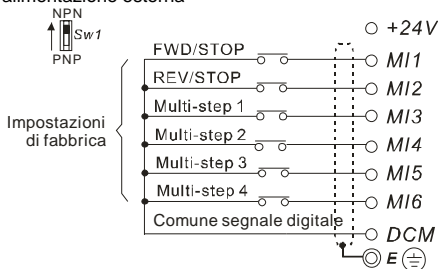 alimentazione esterna
NPN
Sw1
PNP
+24V
FWD/STOP
MI1
REV/STOP
MI2
Multi-step 1
MI3
Impostazioni
di fabbrica
Multi-step 2
MI4
Multi-step 3
MI5
Multi-step 4
MI6
Comune segnale digitale
DCM
E